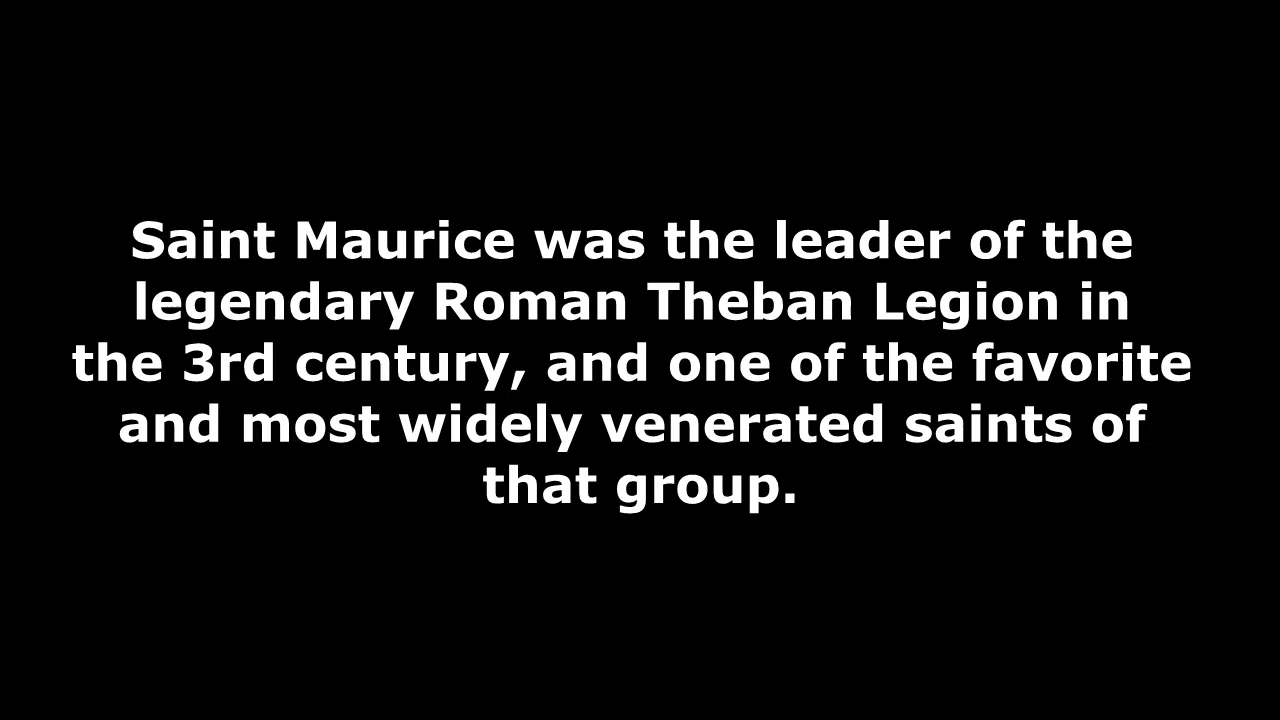 Saint Maurice was the leader of the
legendary Roman Theban Legion in
the 3rd century, and one of the favorite
and most widely venerated saints of
that group.